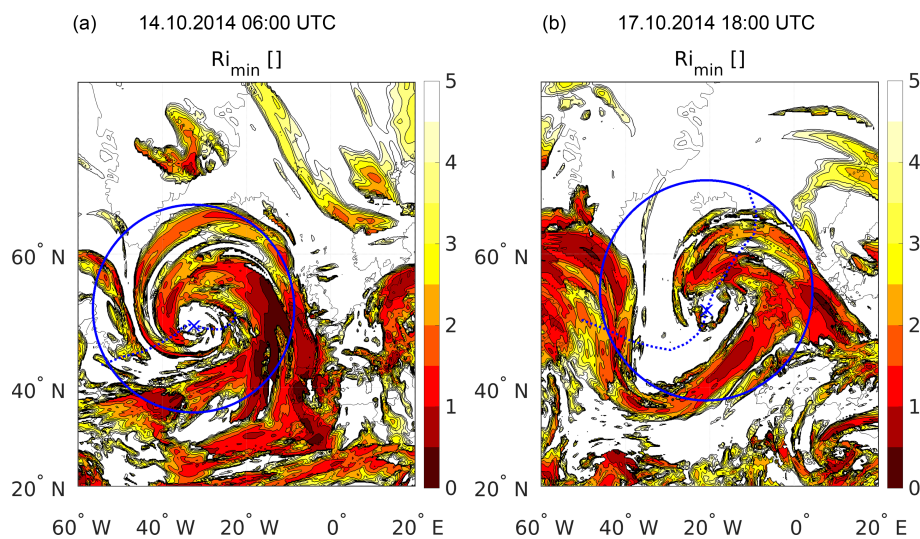 (a) 14.10.2014 06:00 UTC
Ri_min []
5
4
3
2
1
0
60° N
40° N
20° N
60° W 40° W 20° W 0° 20° E
(b) 17.10.2014 18:00 UTC
Ri_min []
5
4
3
2
1
0
60° N
40° N
20° N
60° W 40° W 20° W 0° 20° E